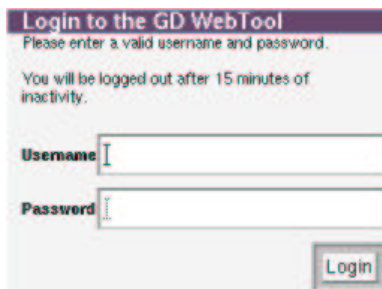 Login to the GD WebTool
Please enter a valid username and password.
You will be logged out after 15 minutes of
inactivity.
Username
Password
Login